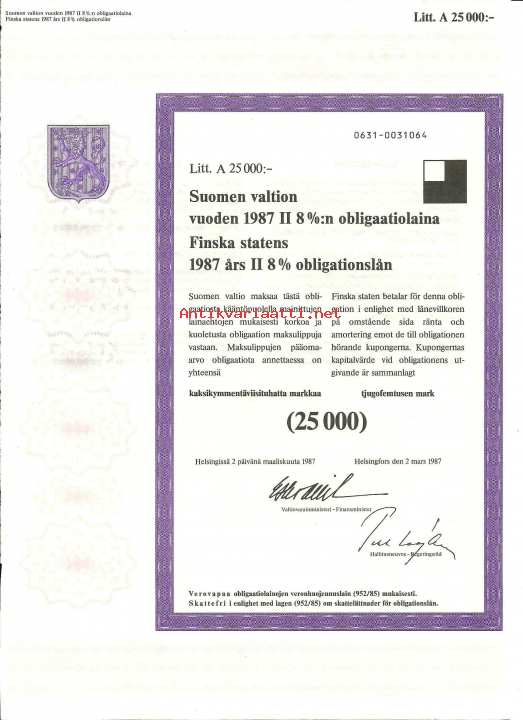 Suomen valtion vuoden 1987 II 8%:n obligaatiolaina
Finska statens 1987 års II 8% obligationslån
Litt. A 25 000:-
0631-0031064
Litt. A 25 000:-
Suomen valtion
vuoden 1987 II 8 %:n obligaatiolaina
Finska statens
1987 års II 8 % obligationslån
Suomen valtio maksaa tästä obli-
gaatiosta kääntöpuolella mainittujen
lainaehtojen mukaisesti korkoa ja
kuoletusta obligaation maksulippuja
vastaan. Maksulippujen pääoma-
arvo obligaatiota annettaessa on
yhteensä
kaksikymmentäviisituhatta markkaa
Finska staten betalar för denna obli-
gation i enlighet med lånevillkoren
på omstående sida ränta och
amortering emot de till obligationen
hörande kupongerna. Kupongernas
kapitalvärde vid obligationens ut-
givande är sammanlagt
tjugofemtusen mark
Antikvariaatti.net
(25 000)
Helsingissä 2 päivänä maaliskuuta 1987
Helsingfors den 2 mars 1987
Valtiovarainministeri – Finansminister
Hallitusneuvos – Regeringsråd
Verovapaa obligaatiolainojen veronhuojennuslain (952/85) mukaisesti.
Skattefri i enlighet med lagen (952/85) om skattelättnader för obligationslån.